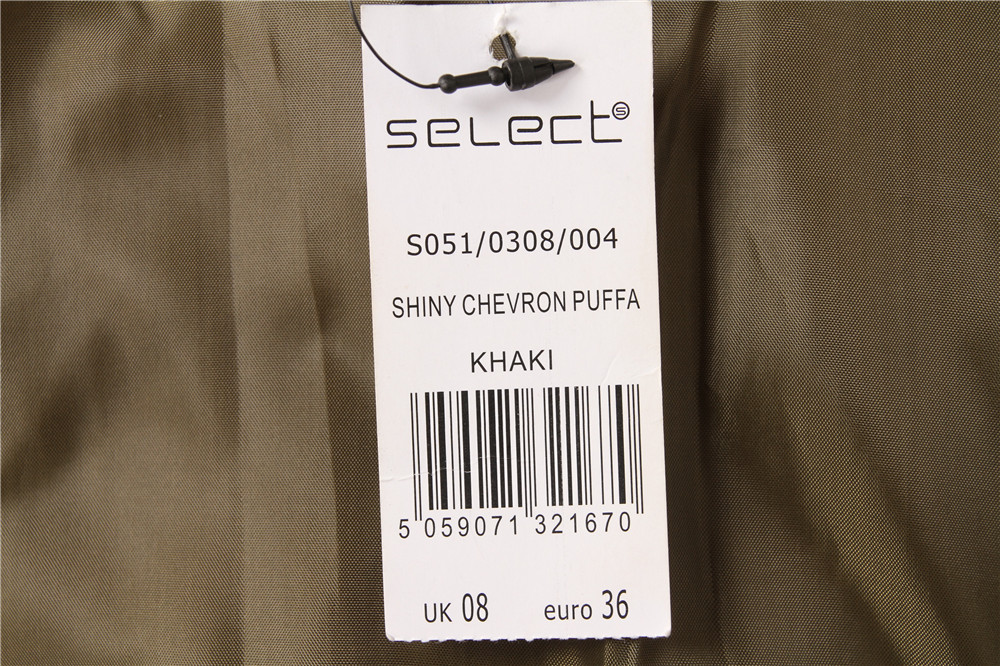 select S
S051/0308/004
SHINY CHEVRON PUFFA
KHAKI
5 059071 321670
UK 08 euro 36